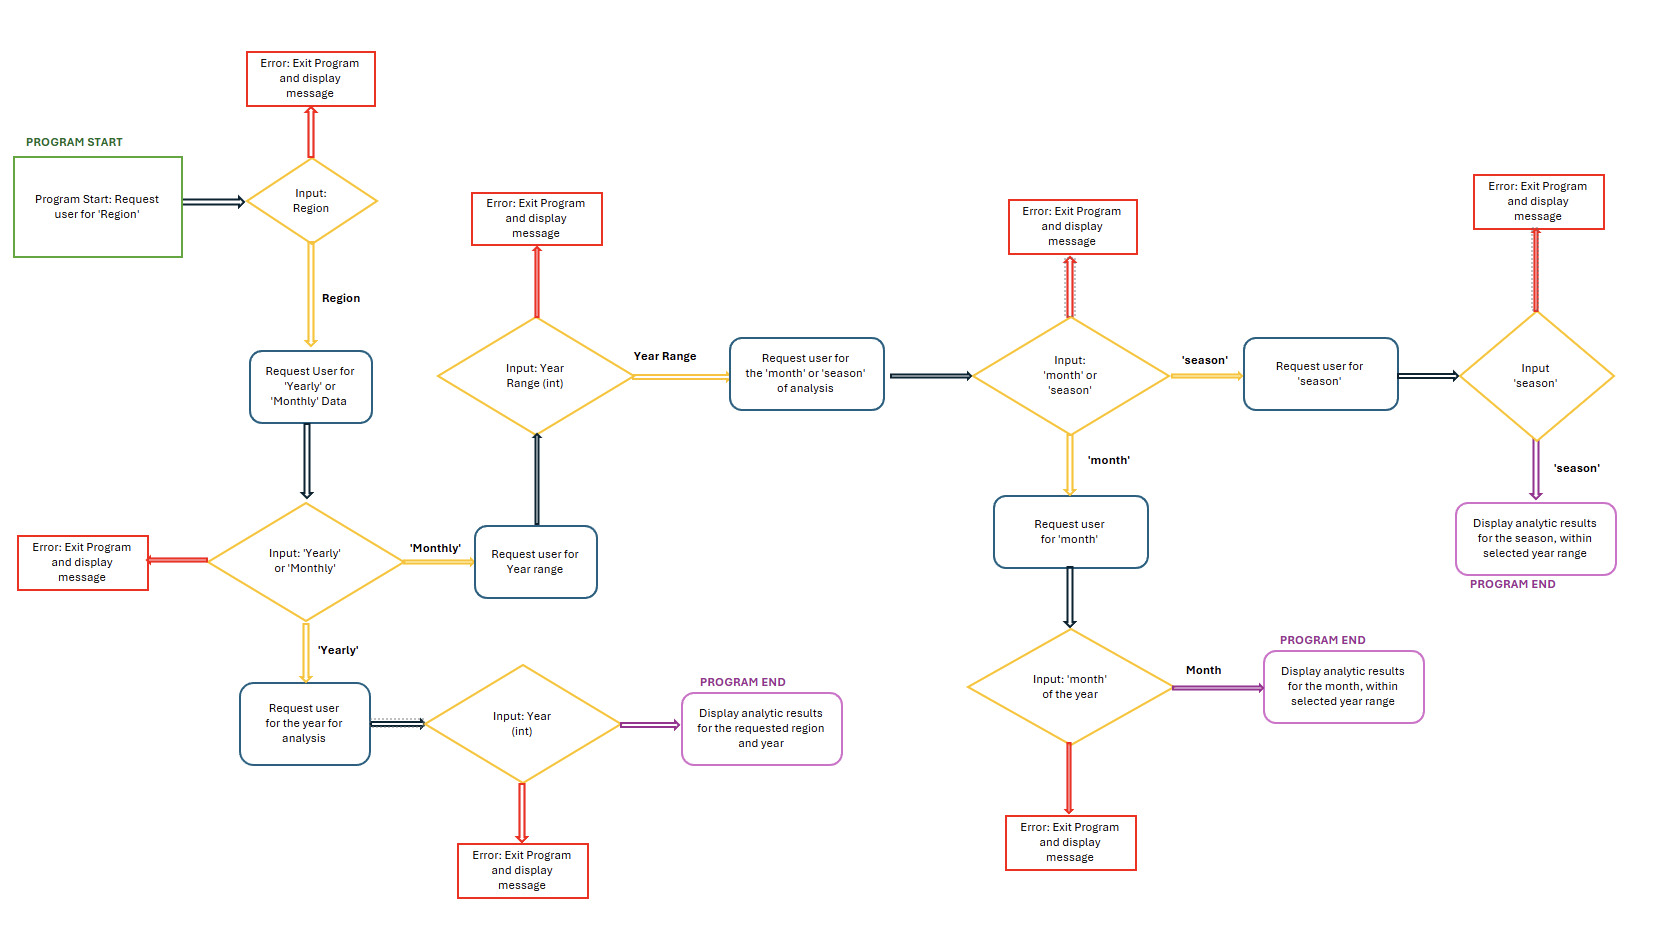 Error: Exit Program
and display
message
PROGRAM START
Program Start: Request
user for 'Region'
Input:
Region
Region
Request User for
'Yearly' or
'Monthly' Data
Error: Exit Program
and display
message
Input: 'Yearly'
or 'Monthly'
'Monthly'
Request user for
Year range
'Yearly'
Request user
for the year for
analysis
Input: Year
(int)
PROGRAM END
Display analytic results
for the requested region
and year
Error: Exit Program
and display
message
Error: Exit Program
and display
message
Input: Year
Range (int)
Year Range
Request user for
the 'month' or 'season'
of analysis
Error: Exit Program
and display
message
Input:
'month' or
'season'
'season'
Request user for
'season'
Error: Exit Program
and display
message
Input
'season'
'season'
Display analytic results
for the season, within
selected year range
PROGRAM END
'month'
Request user
for 'month'
Input: 'month'
of the year
Month
PROGRAM END
Display analytic results
for the month, within
selected year range
Error: Exit Program
and display
message